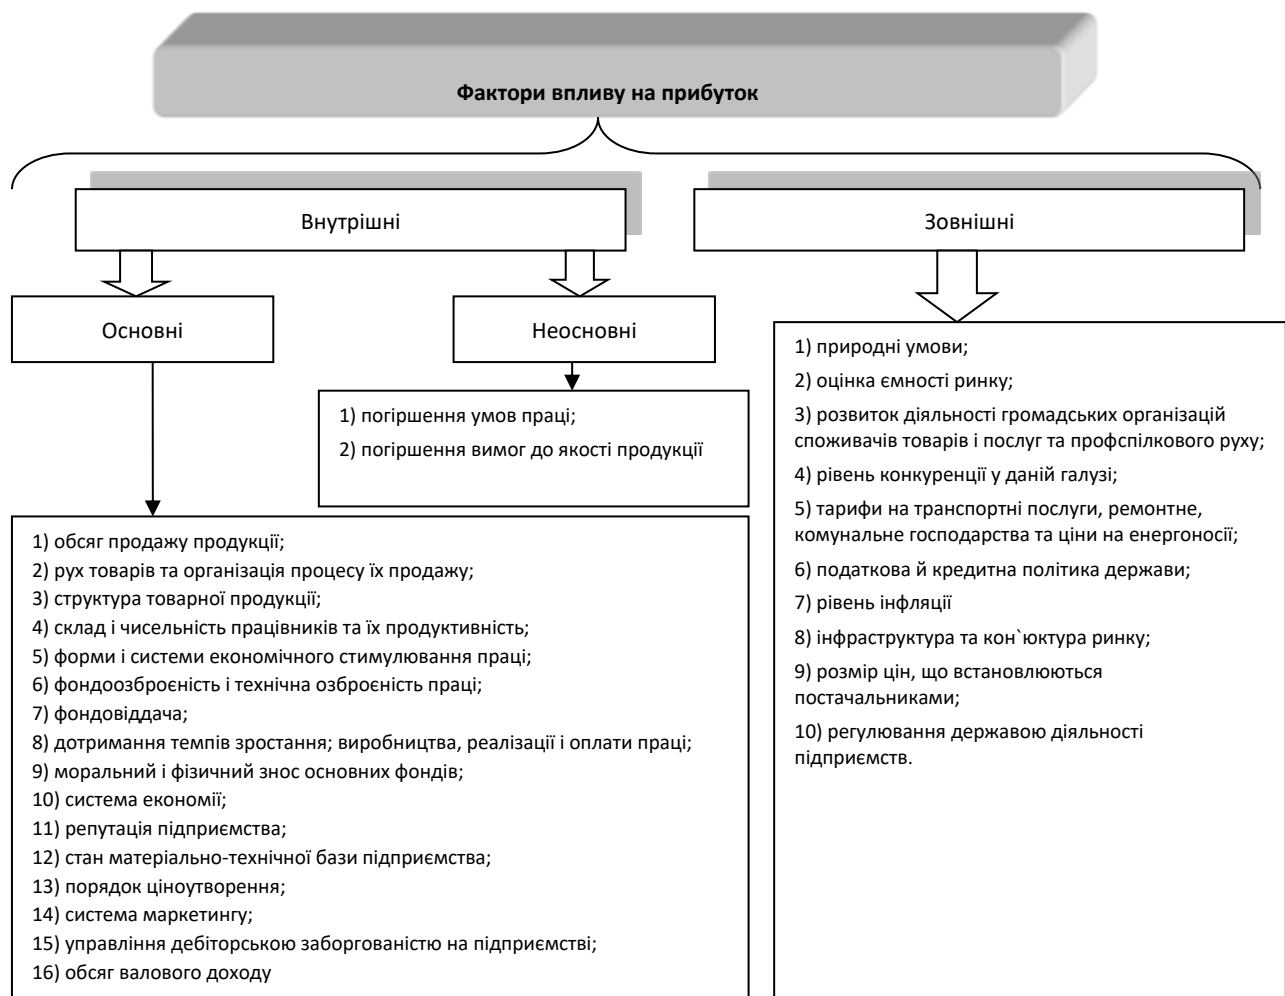 Фактори впливу на прибуток
Внутрішні
Зовнішні
Основні
Неосновні
1) погіршення умов праці;
2) погіршення вимог до якості продукції
1) обсяг продажу продукції;
2) рух товарів та організація процесу їх продажу;
3) структура товарної продукції;
4) склад і чисельність працівників та їх продуктивність;
5) форми і системи економічного стимулювання праці;
6) фондоозброєність і технічна озброєність праці;
7) фондовіддача;
8) дотримання темпів зростання; виробництва, реалізації і оплати праці;
9) моральний і фізичний знос основних фондів;
10) система економії;
11) репутація підприємства;
12) стан матеріально-технічної бази підприємства;
13) порядок ціноутворення;
14) система маркетингу;
15) управління дебіторською заборгованістю на підприємстві;
16) обсяг валового доходу
1) природні умови;
2) оцінка ємності ринку;
3) розвиток діяльності громадських організацій
споживачів товарів і послуг та профспілкового руху;
4) рівень конкуренції у даній галузі;
5) тарифи на транспортні послуги, ремонтне,
комунальне господарства та ціни на енергоносії;
6) податкова й кредитна політика держави;
7) рівень інфляції
8) інфраструктура та кон`юктура ринку;
9) розмір цін, що встановлюються
постачальниками;
10) регулювання державою діяльності
підприємств.